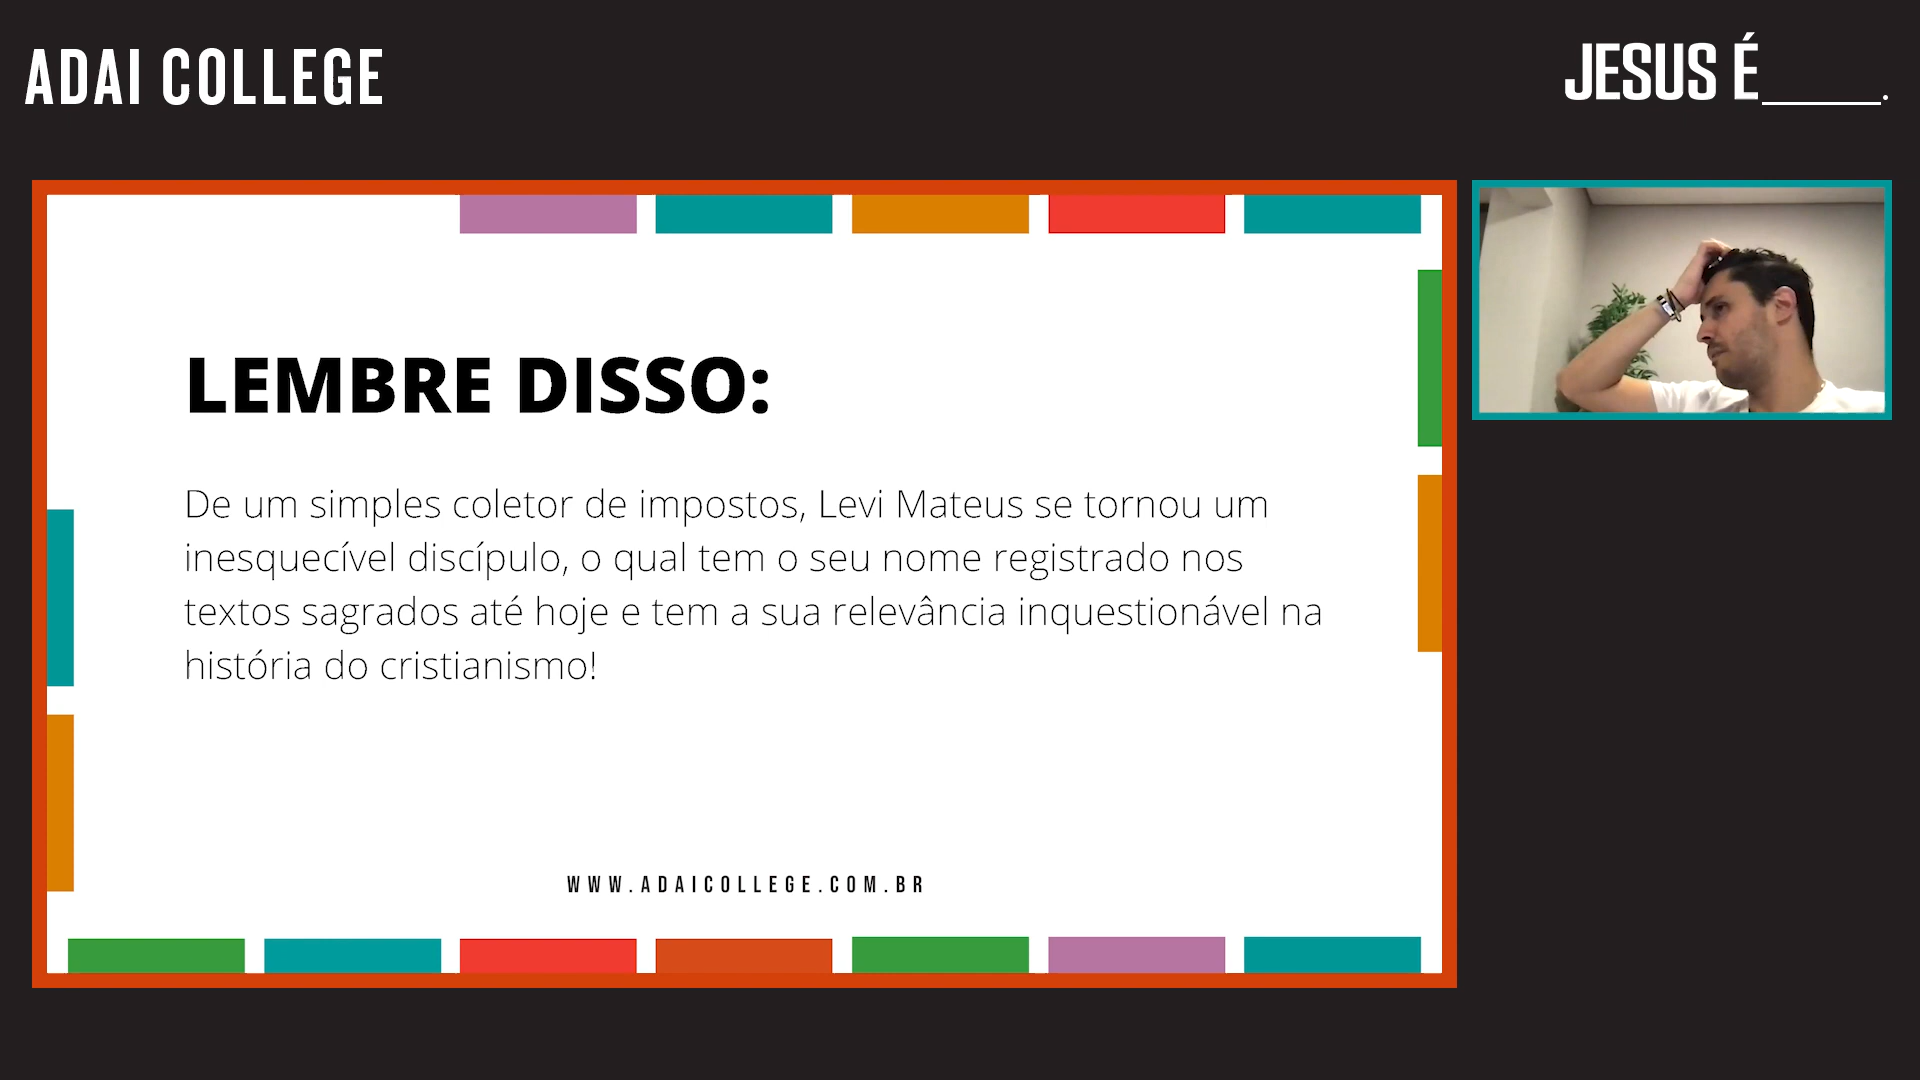 ADAI COLLEGE
JESUS É_____.
LEMBRE DISSO:
De um simples coletor de impostos, Levi Mateus se tornou um
inesquecível discípulo, o qual tem o seu nome registrado nos
textos sagrados até hoje e tem a sua relevância inquestionável na
história do cristianismo!
WWW.ADAICOLLEGE.COM.BR